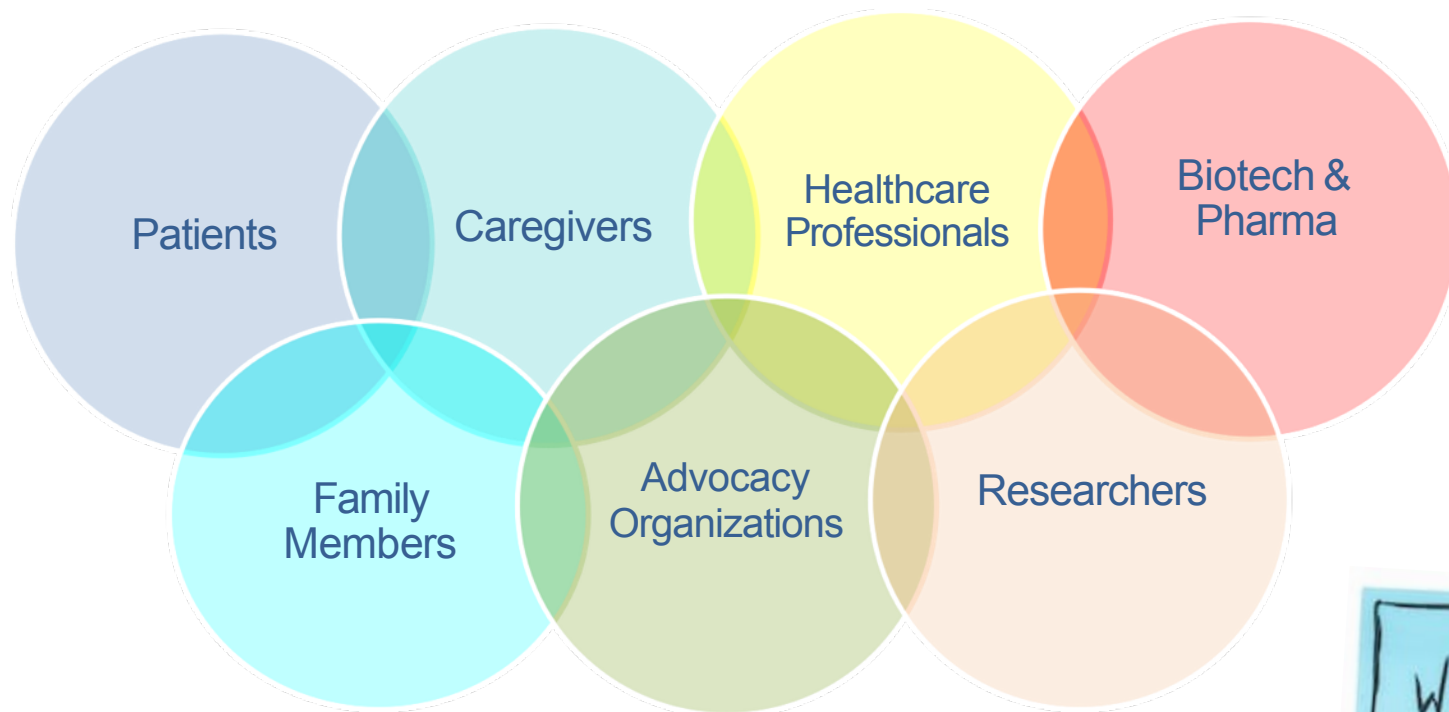 Patients
Caregivers
Healthcare
Professionals
Biotech &
Pharma
Family
Members
Advocacy
Organizations
Researchers